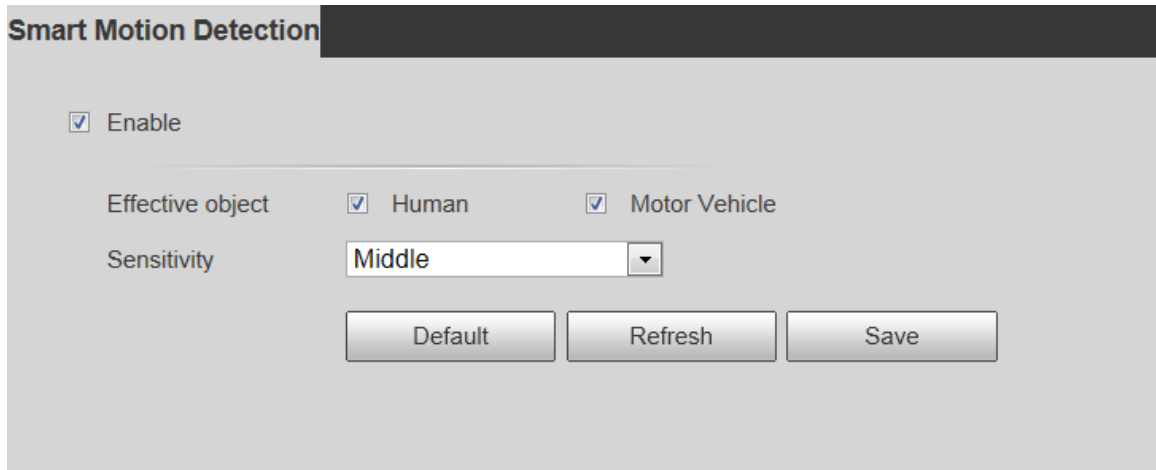 Smart Motion Detection
Enable
Effective object Human Motor Vehicle
Sensitivity Middle
Default Refresh Save